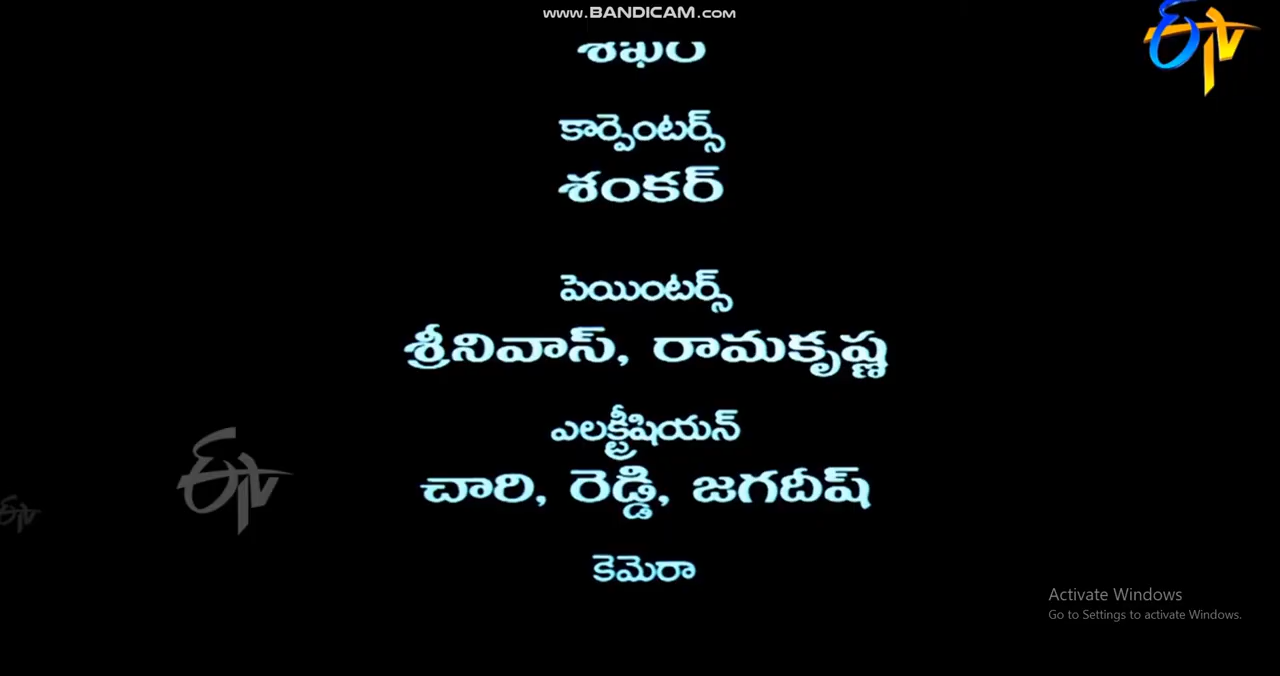 www.BANDICAM.com
కార్పెంటర్స్
శంకర్
పెయింటర్స్
శ్రీనివాస్, రామకృష్ణ
ఎలక్ట్రీషియన్
చారి, రెడ్డి, జగదీష్
కెమెరా
Activate Windows
Go to Settings to activate Windows.